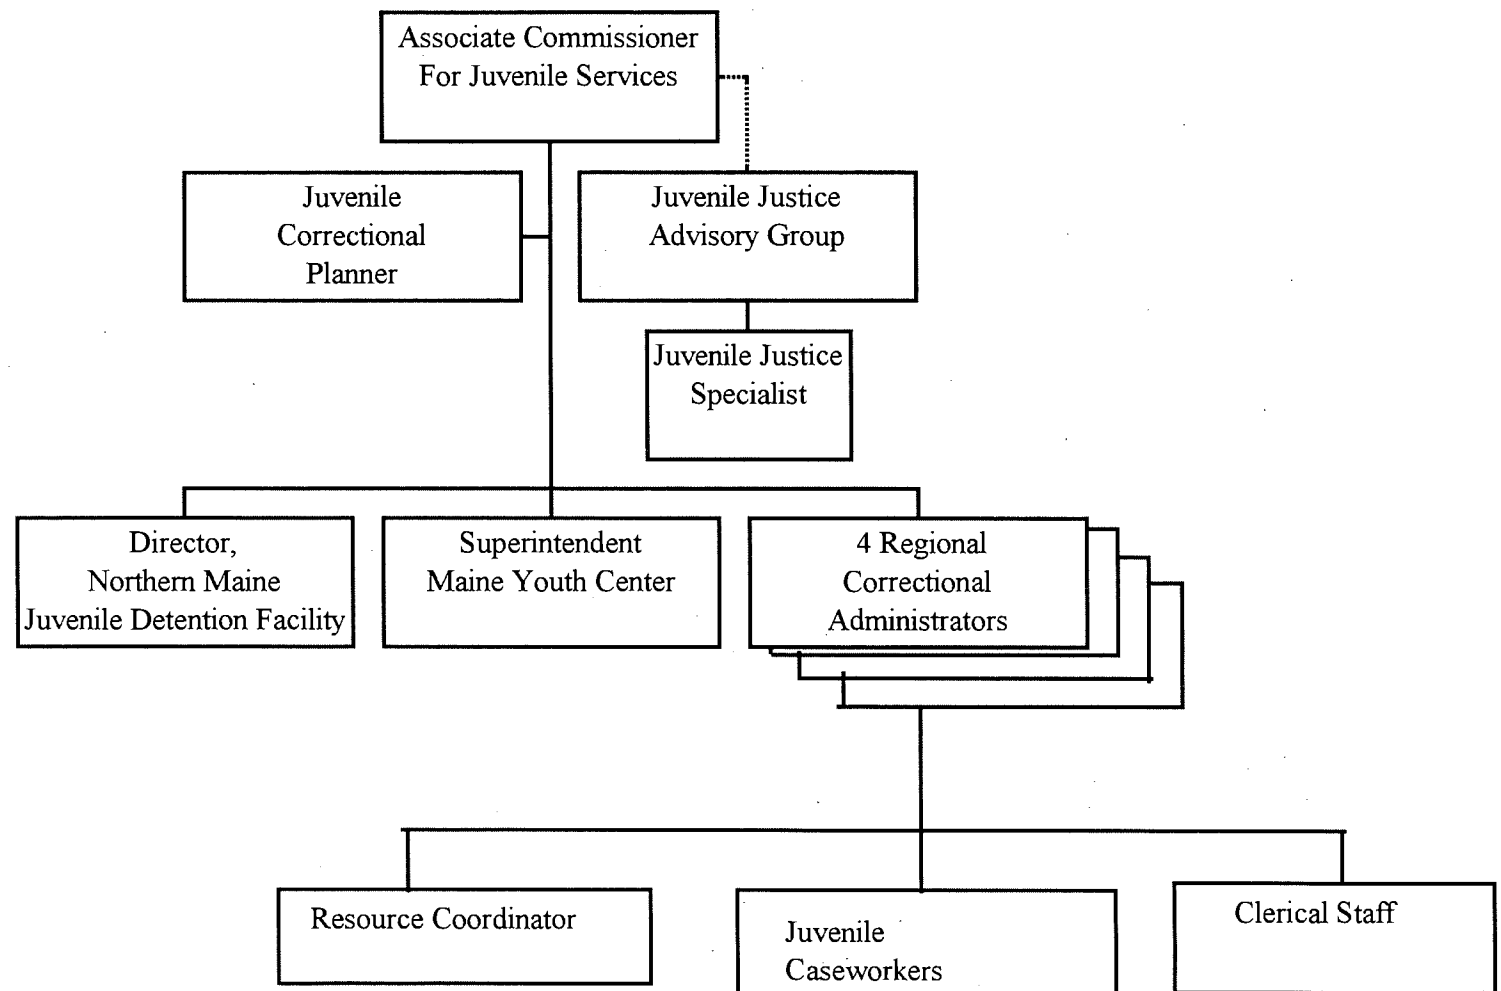 Associate Commissioner
For Juvenile Services
Juvenile
Correctional
Planner
Juvenile Justice
Advisory Group
Juvenile Justice
Specialist
Director,
Northern Maine
Juvenile Detention Facility
Superintendent
Maine Youth Center
4 Regional
Correctional
Administrators
Resource Coordinator
Juvenile
Caseworkers
Clerical Staff